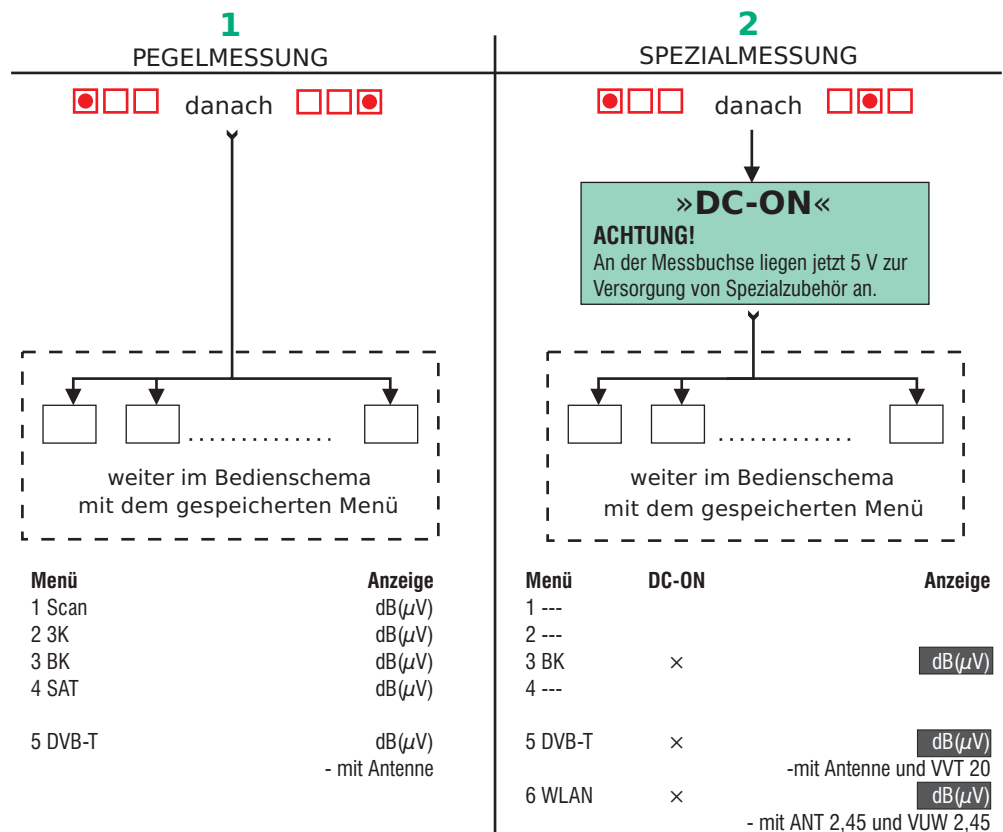 1
PEGELMESSUNG
danach
weiter im Bedienschema
mit dem gespeicherten Menü
Menü Anzeige
1 Scan dB(µV)
2 3K dB(µV)
3 BK dB(µV)
4 SAT dB(µV)
5 DVB-T dB(µV)
- mit Antenne
2
SPEZIALMESSUNG
danach
»DC-ON«
ACHTUNG!
An der Messbuchse liegen jetzt 5 V zur
Versorgung von Spezialzubehör an.
weiter im Bedienschema
mit dem gespeicherten Menü
Menü DC-ON Anzeige
1 ---
2 ---
3 BK × dB(µV)
4 ---
5 DVB-T × dB(µV)
-mit Antenne und VVT 20
6 WLAN × dB(µV)
- mit ANT 2,45 und VUW 2,45